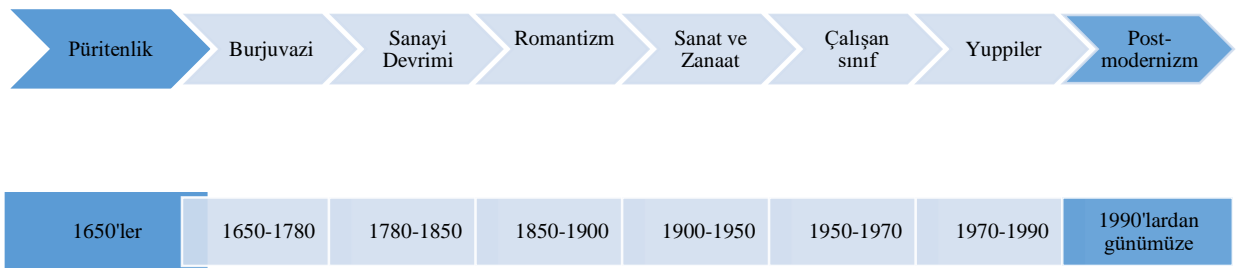 Püritenlik
Burjuvazi
Sanayi
Devrimi
Romantizm
Sanat ve
Zanaat
Çalışan
sınıf
Yuppiler
Post-
modernizm
1650'ler
1650-1780
1780-1850
1850-1900
1900-1950
1950-1970
1970-1990
1990'lardan
günümüze